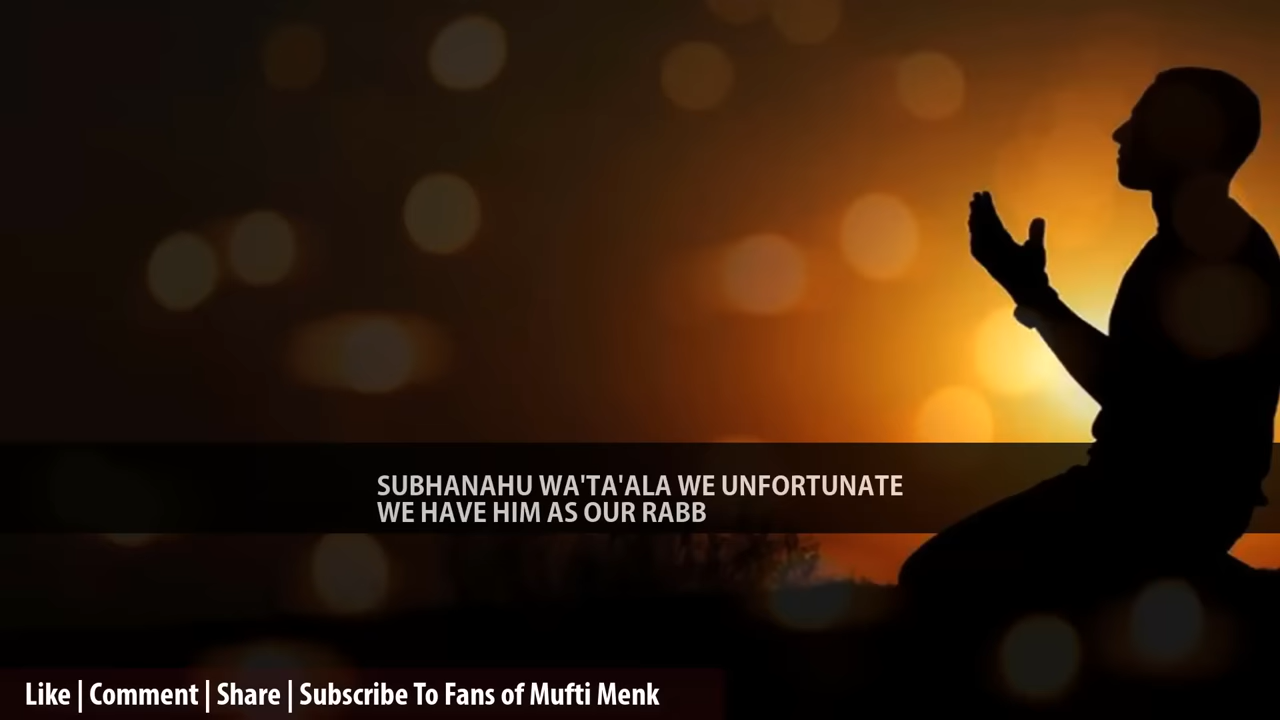 SUBHANAHU WA'TA'ALA WE UNFORTUNATE
WE HAVE HIM AS OUR RABB
Like | Comment | Share | Subscribe To Fans of Mufti Menk